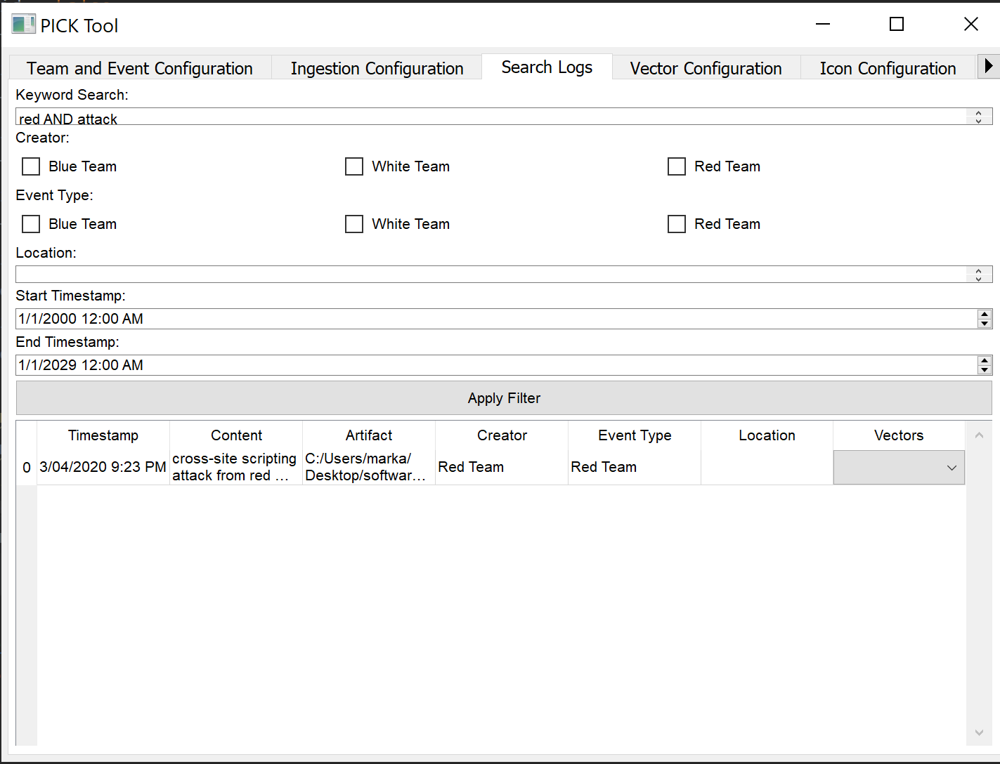 PICK Tool
Team and Event Configuration Ingestion Configuration Search Logs Vector Configuration Icon Configuration
Keyword Search:
red AND attack
Creator:
Blue Team White Team Red Team
Event Type:
Blue Team White Team Red Team
Location:
Start Timestamp:
1/1/2000 12:00 AM
End Timestamp:
1/1/2029 12:00 AM
Apply Filter
Timestamp Content Artifact Creator Event Type Location Vectors
0 3/04/2020 9:23 PM cross-site scripting attack from red ... C:/Users/marka/ Desktop/softwar... Red Team Red Team